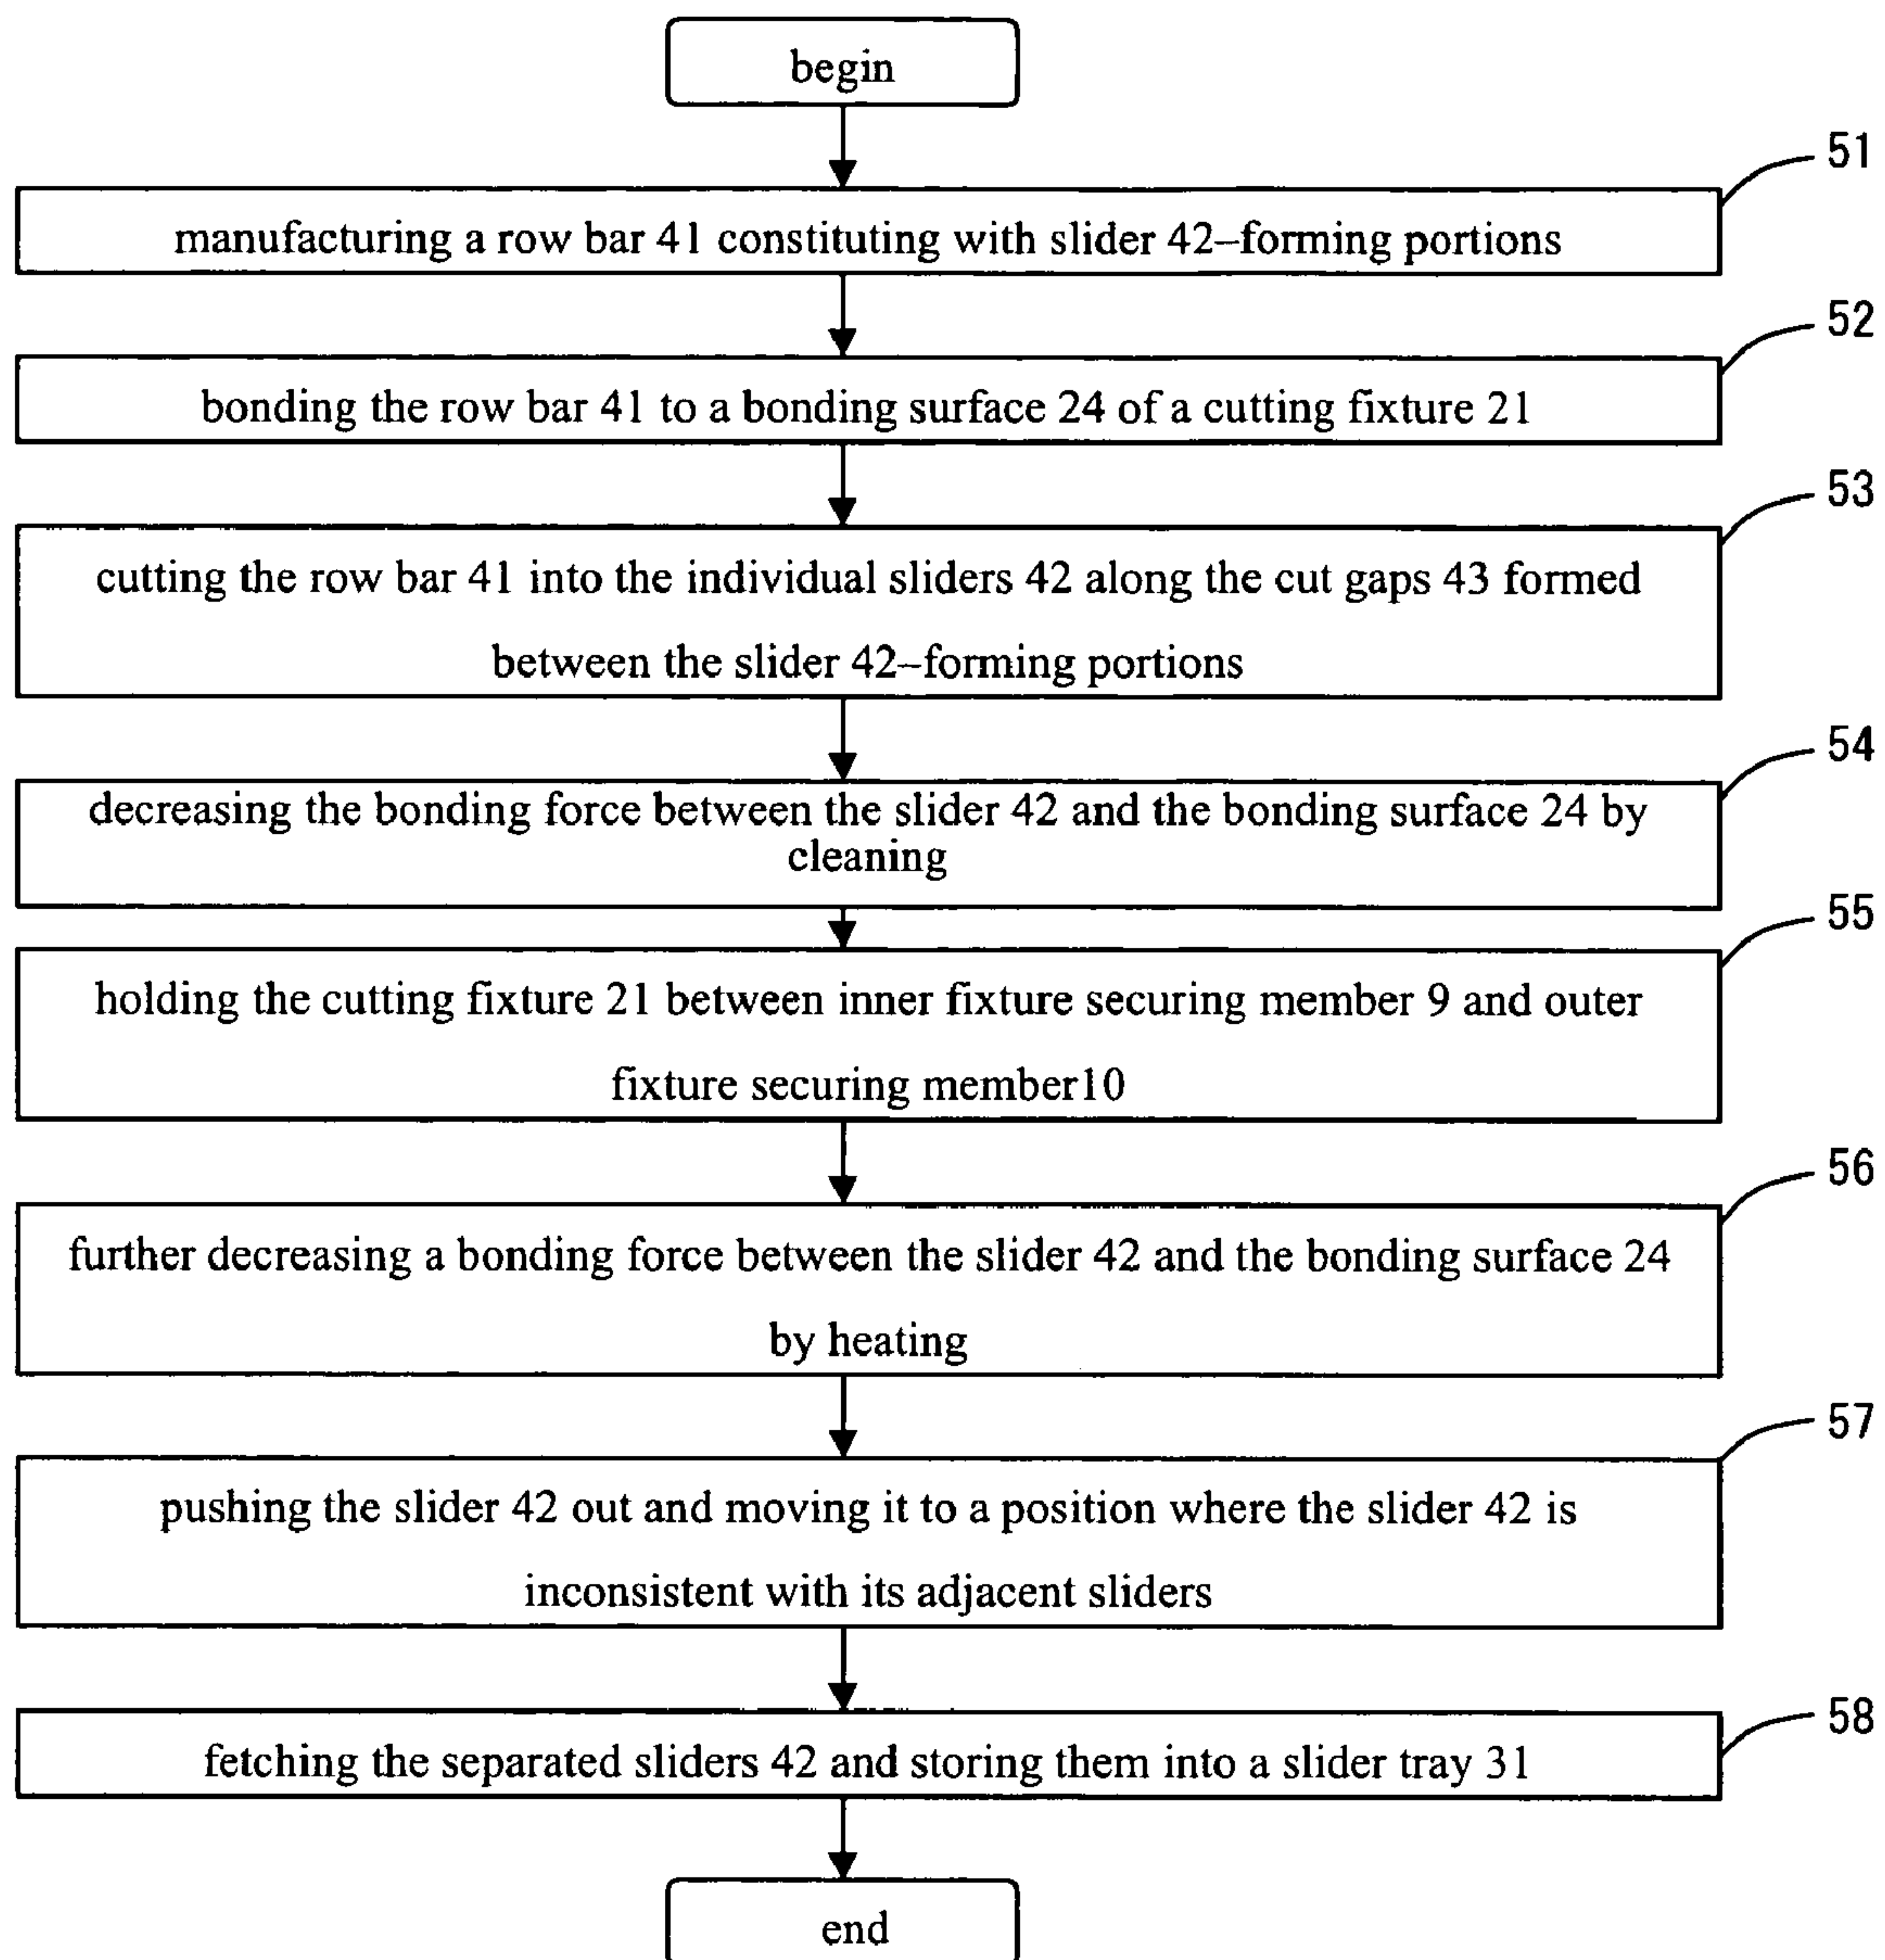 begin
51
manufacturing a row bar 41 constituting with slider 42–forming portions
52
bonding the row bar 41 to a bonding surface 24 of a cutting fixture 21
53
cutting the row bar 41 into the individual sliders 42 along the cut gaps 43 formed
between the slider 42–forming portions
54
decreasing the bonding force between the slider 42 and the bonding surface 24 by
cleaning
55
holding the cutting fixture 21 between inner fixture securing member 9 and outer
fixture securing member10
56
further decreasing a bonding force between the slider 42 and the bonding surface 24
by heating
57
pushing the slider 42 out and moving it to a position where the slider 42 is
inconsistent with its adjacent sliders
58
fetching the separated sliders 42 and storing them into a slider tray 31
end